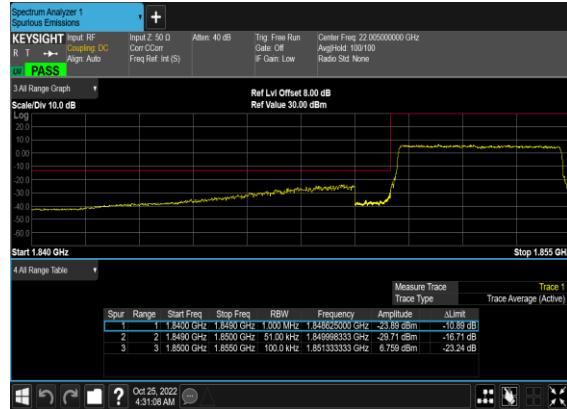 Spectrum Analyzer 1
Spurious Emissions
+
KEYSIGHT Input: RF Input Z: 50 Ω Atten: 40 dB Trig: Free Run Center Freq: 22.005000000 GHz
R T Coupling: DC Corr CCorr Gate: Off Avg|Hold: 100/100
Align: Auto Freq Ref: Int (S) IF Gain: Low Radio Std: None
PASS
3 All Range Graph
Ref Lvl Offset 8.00 dB
Scale/Div 10.0 dB Ref Value 30.00 dBm
Log
20.0
10.0
0.00
-10.0
-20.0
-30.0
-40.0
-50.0
-60.0
Start 1.840 GHz Stop 1.855 GH
4 All Range Table
Measure Trace Trace 1
Trace Type Trace Average (Active)
Spur Range Start Freq Stop Freq RBW Frequency Amplitude ΔLimit
1 1 1.8400 GHz 1.8490 GHz 1.000 MHz 1.848625000 GHz -23.89 dBm -10.89 dB
2 2 1.8490 GHz 1.8500 GHz 51.00 kHz 1.849998333 GHz -29.71 dBm -16.71 dB
3 3 1.8500 GHz 1.8550 GHz 100.0 kHz 1.851333333 GHz 6.759 dBm -23.24 dB
? Oct 25, 2022
4:31:08 AM